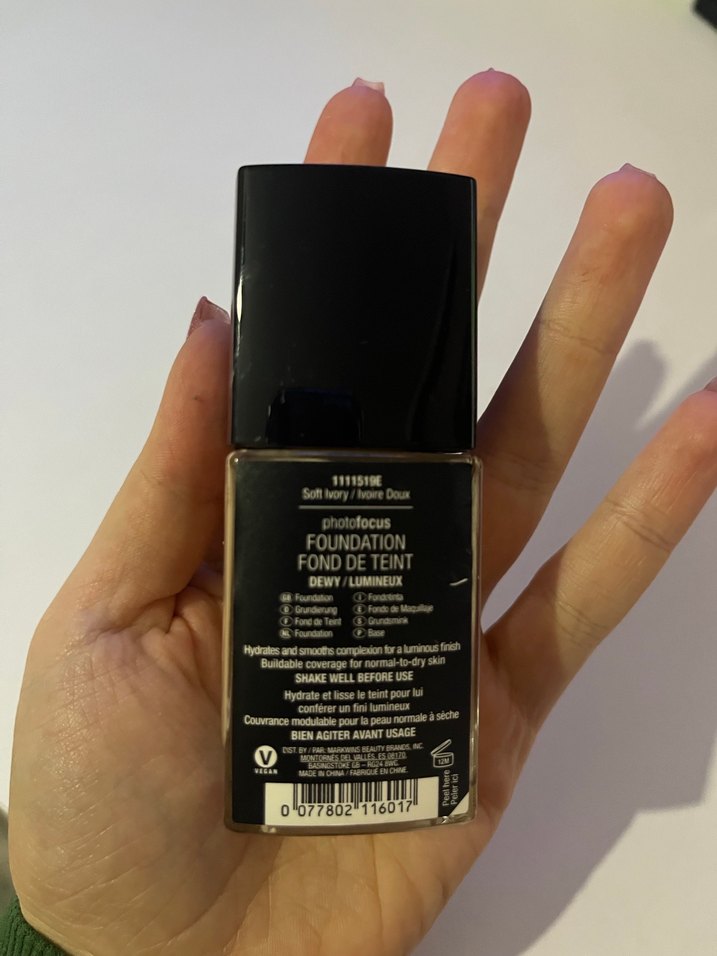 1111519E
Soft Ivory / Ivoire Doux
photofocus
FOUNDATION
FOND DE TEINT
DEWY / LUMINEUX
GB Foundation
D Grundierung
F Fond de Teint
NL Foundation
I Fondotinta
E Fondo de Maquillaje
S Grundsmink
P Base
Hydrates and smooths complexion for a luminous finish
Buildable coverage for normal-to-dry skin
SHAKE WELL BEFORE USE
Hydrate et lisse le teint pour lui
conférer un fini lumineux
Couvrance modulable pour la peau normale à sèche
BIEN AGITER AVANT USAGE
V
VEGAN
DIST. BY / PAR: MARKWINS BEAUTY BRANDS, INC.
MONTORNÉS DEL VALLÉS, ES 08170.
BASINGSTOKE GB – RG24 8WG.
MADE IN CHINA / FABRIQUÉ EN CHINE.
12M
Peel here
Peler ici
0 077802 116017